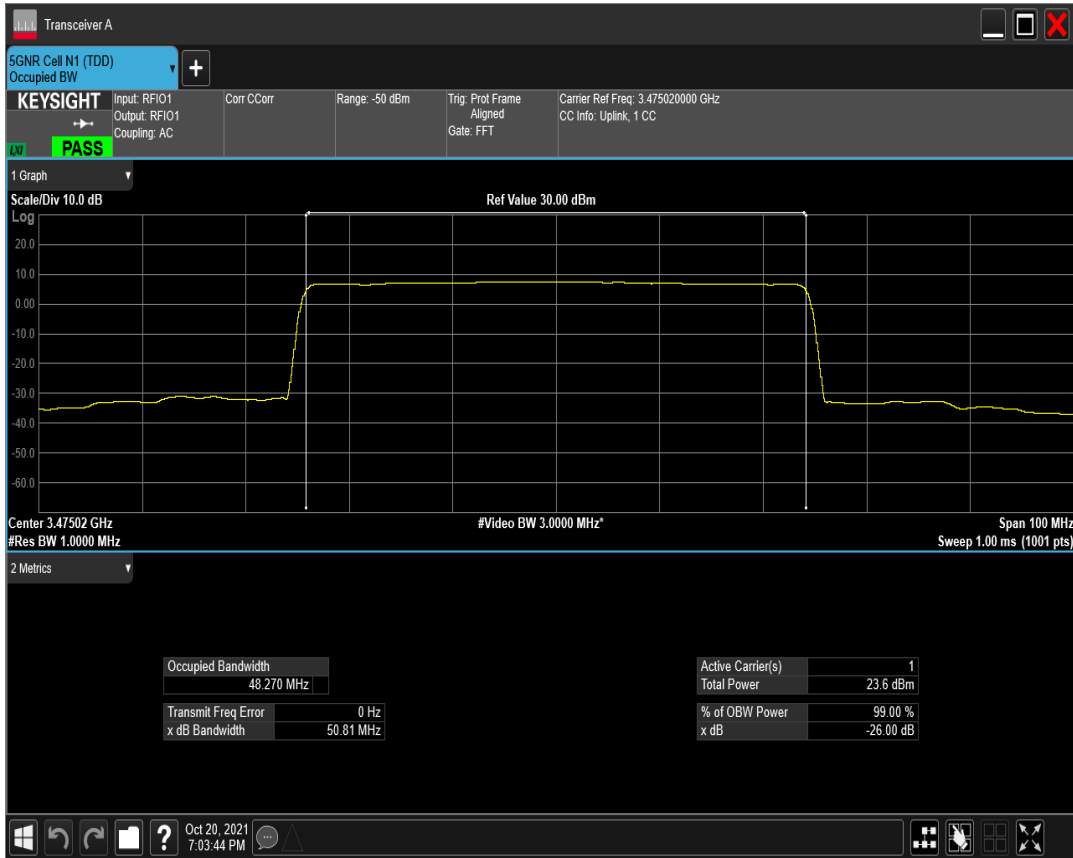 Transceiver A
5GNR Cell N1 (TDD)
Occupied BW
+
KEYSIGHT
LXI
PASS
Input: RFIO1
Output: RFIO1
Coupling: AC
Corr CCorr
Range: -50 dBm
Trig: Prot Frame
Aligned
Gate: FFT
Carrier Ref Freq: 3.475020000 GHz
CC Info: Uplink, 1 CC
1 Graph
Scale/Div 10.0 dB
Ref Value 30.00 dBm
Log
20.0
10.0
0.00
-10.0
-20.0
-30.0
-40.0
-50.0
-60.0
Center 3.47502 GHz
#Video BW 3.0000 MHz*
Span 100 MHz
#Res BW 1.0000 MHz
Sweep 1.00 ms (1001 pts)
2 Metrics
Occupied Bandwidth
48.270 MHz
Transmit Freq Error 0 Hz
x dB Bandwidth 50.81 MHz
Active Carrier(s) 1
Total Power 23.6 dBm
% of OBW Power 99.00 %
x dB -26.00 dB
?
Oct 20, 2021
7:03:44 PM